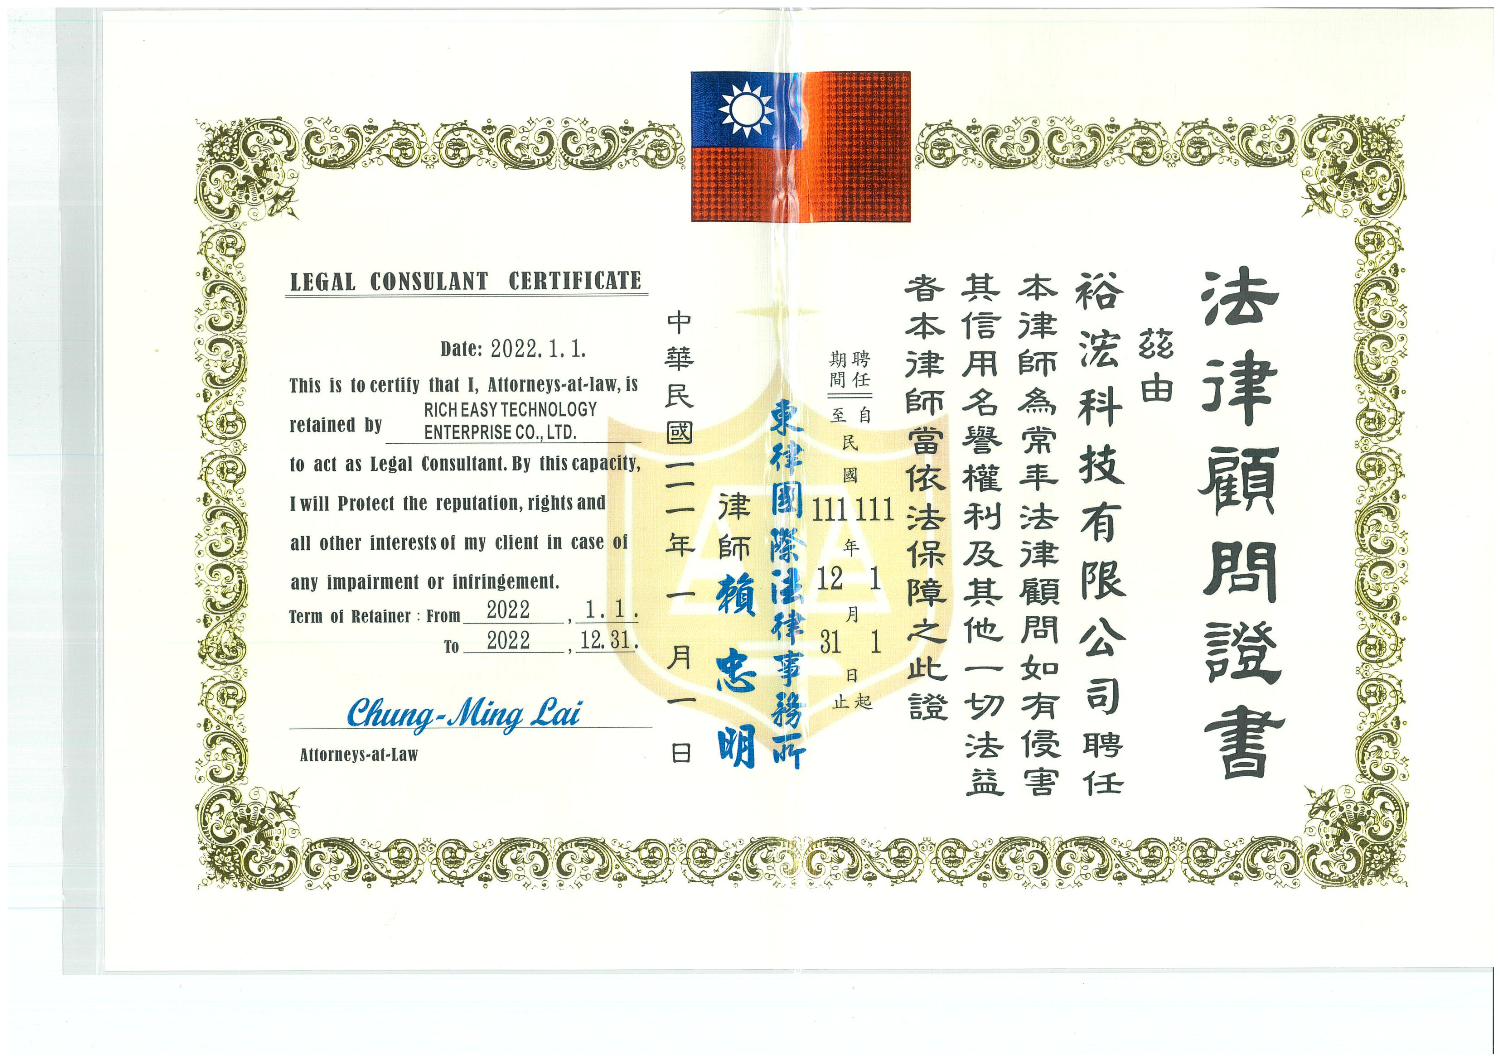 法律顧問證書
茲由
裕浤科技有限公司聘任
本律師為常年法律顧問如有侵害
其信用名譽權利及其他一切法益
者本律師當依法保障之此證
聘任期間
自民國111年1月1日起
至民國111年12月31日止
東律國際法律事務所
律師 賴忠明
中華民國一一一年一月一日
LEGAL CONSULANT CERTIFICATE
Date: 2022. 1. 1.
This is to certify that I, Attorneys-at-law, is
retained by RICH EASY TECHNOLOGY
ENTERPRISE CO., LTD.
to act as Legal Consultant. By this capacity,
I will Protect the reputation, rights and
all other interests of my client in case of
any impairment or infringement.
Term of Retainer : From 2022 , 1. 1 .
To 2022 , 12. 31 .
Chung-Ming Lai
Attorneys-at-Law